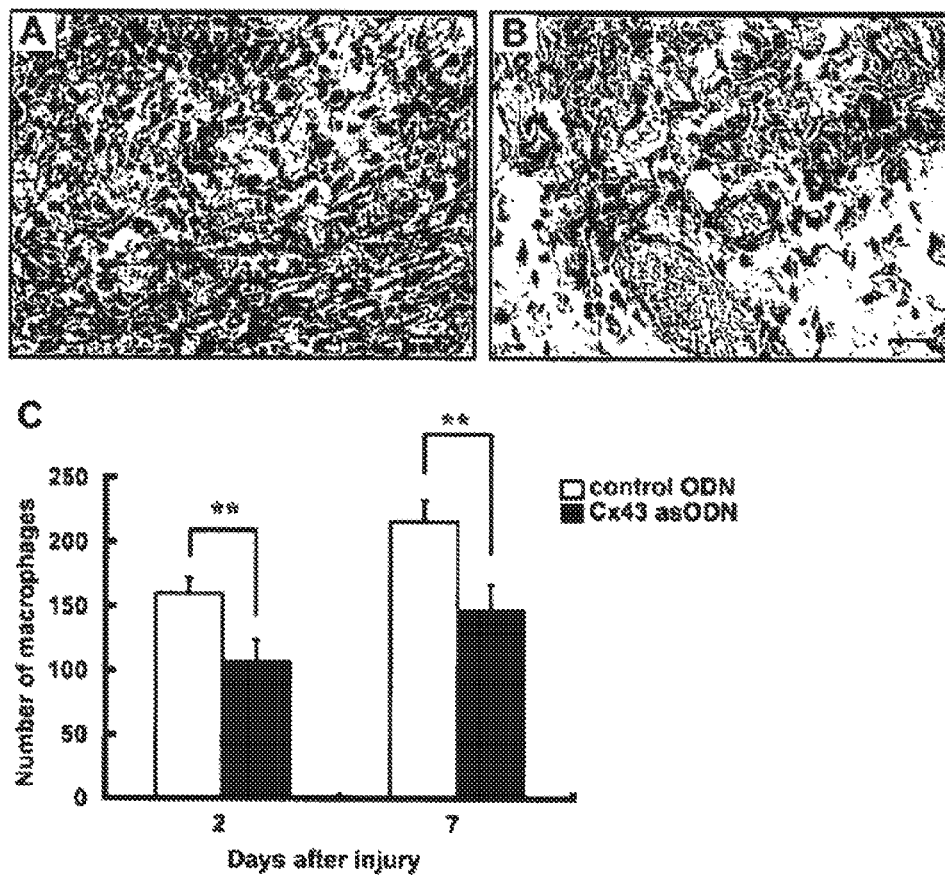 A
B
C
**
**
control ODN
Cx43 asODN
250
200
150
100
50
0
Number of macrophages
2
7
Days after injury